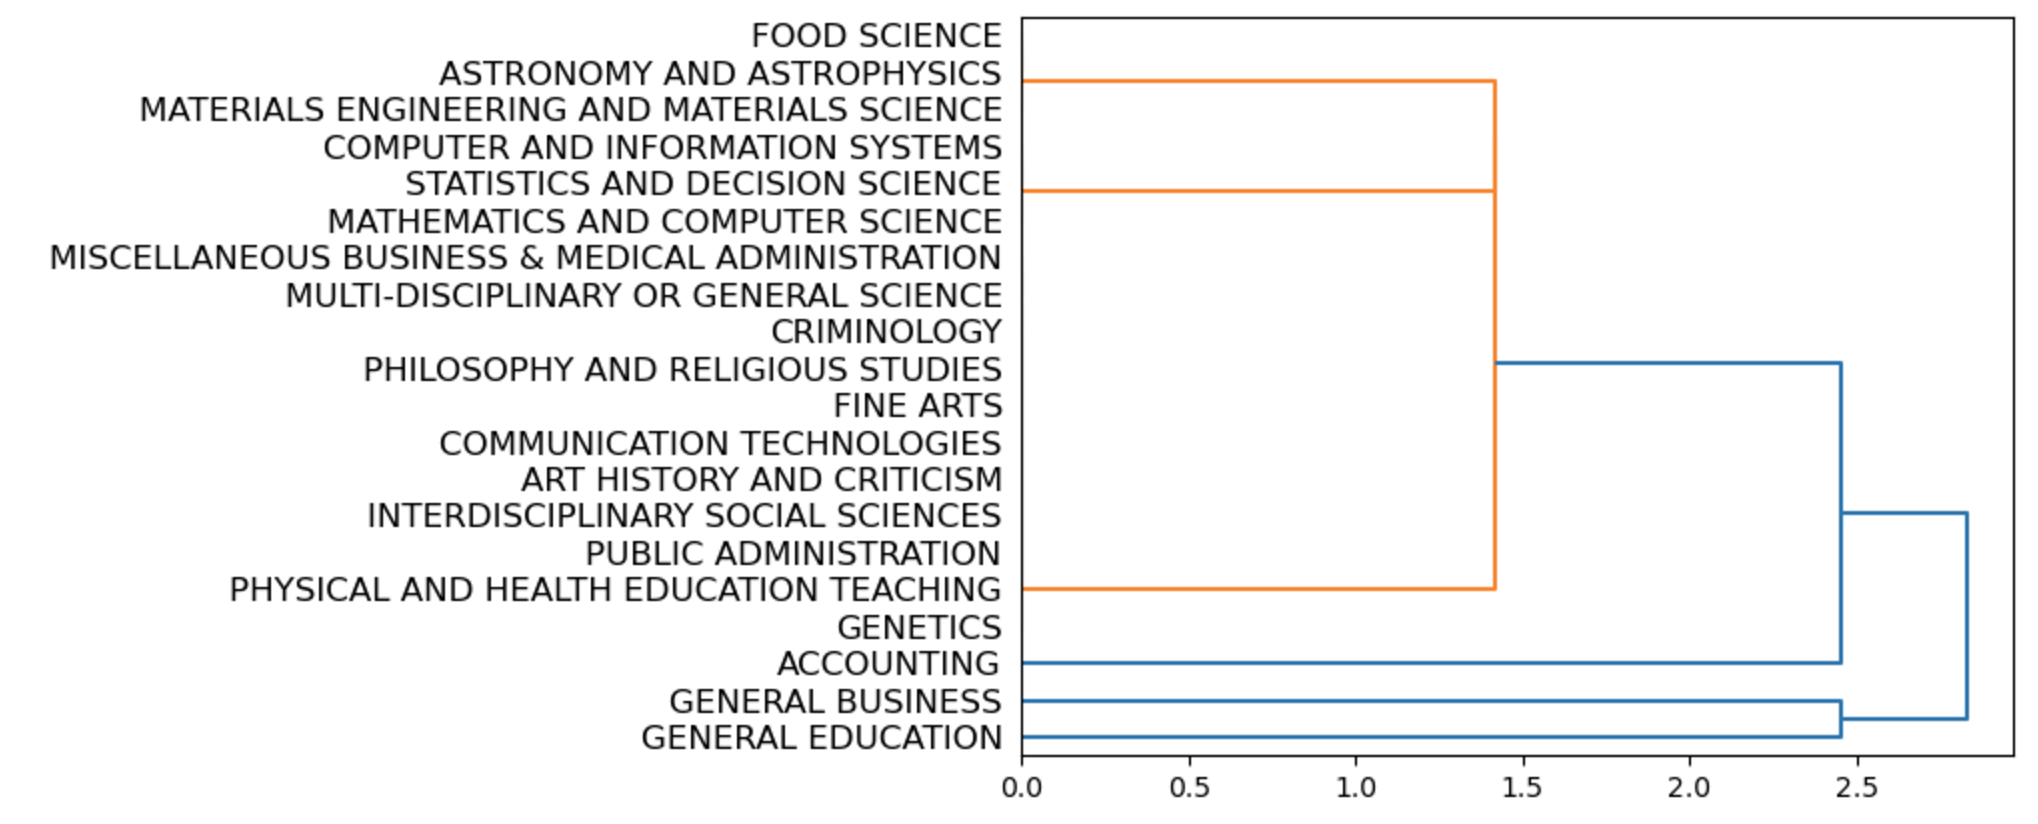 FOOD SCIENCE
ASTRONOMY AND ASTROPHYSICS
MATERIALS ENGINEERING AND MATERIALS SCIENCE
COMPUTER AND INFORMATION SYSTEMS
STATISTICS AND DECISION SCIENCE
MATHEMATICS AND COMPUTER SCIENCE
MISCELLANEOUS BUSINESS & MEDICAL ADMINISTRATION
MULTI-DISCIPLINARY OR GENERAL SCIENCE
CRIMINOLOGY
PHILOSOPHY AND RELIGIOUS STUDIES
FINE ARTS
COMMUNICATION TECHNOLOGIES
ART HISTORY AND CRITICISM
INTERDISCIPLINARY SOCIAL SCIENCES
PUBLIC ADMINISTRATION
PHYSICAL AND HEALTH EDUCATION TEACHING
GENETICS
ACCOUNTING
GENERAL BUSINESS
GENERAL EDUCATION
0.0 0.5 1.0 1.5 2.0 2.5